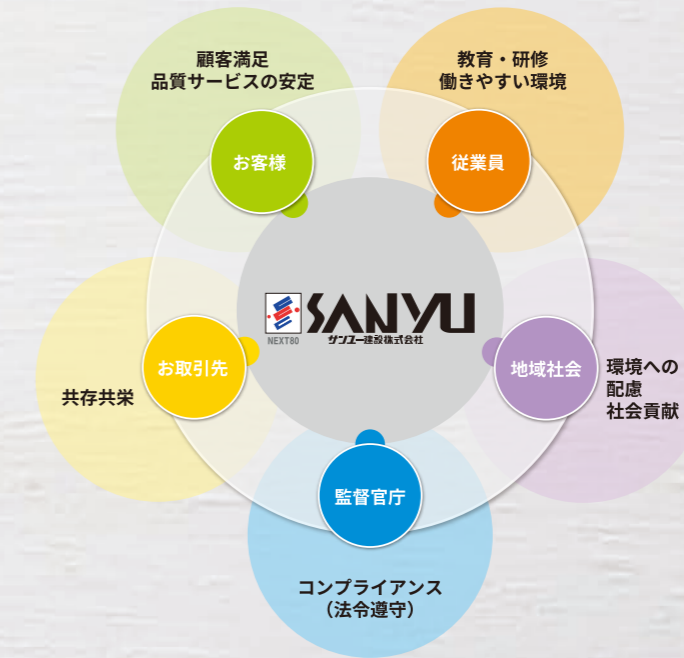 顧客満足
品質サービスの安定
お客様
教育・研修
働きやすい環境
従業員
SANYU
NEXT80
サンユー建設株式会社
お取引先
共存共栄
地域社会
環境への
配慮
社会貢献
監督官庁
コンプライアンス
（法令遵守）